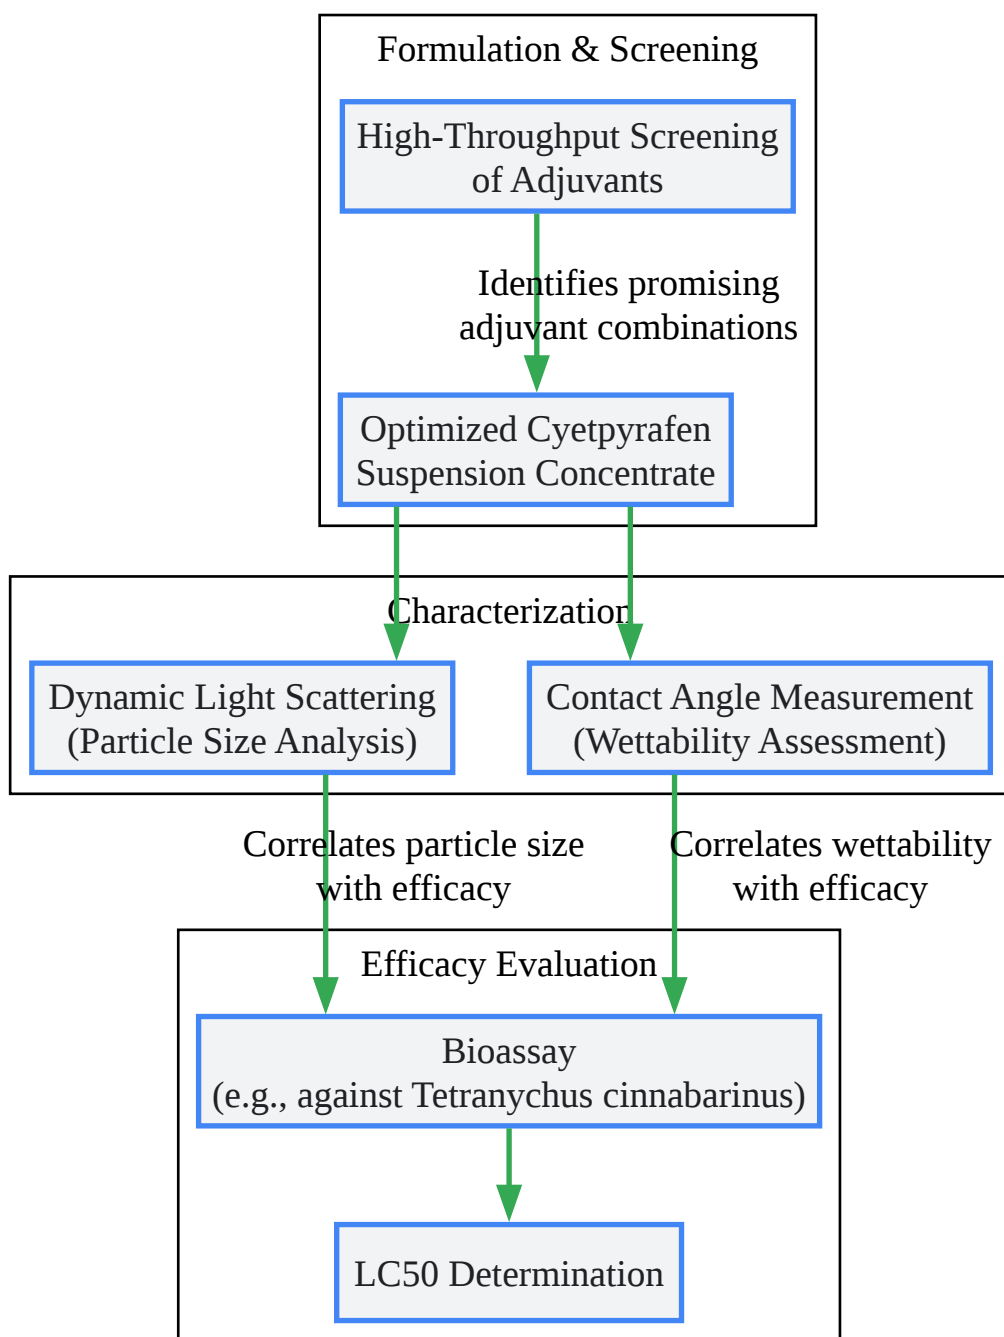 Formulation & Screening
High-Throughput Screening
of Adjuvants
Identifies promising
adjuvant combinations
Optimized Cyetpyrafen
Suspension Concentrate
Characterization
Dynamic Light Scattering
(Particle Size Analysis)
Contact Angle Measurement
(Wettability Assessment)
Correlates particle size
with efficacy
Correlates wettability
with efficacy
Efficacy Evaluation
Bioassay
(e.g., against Tetranychus cinnabarinus)
LC50 Determination